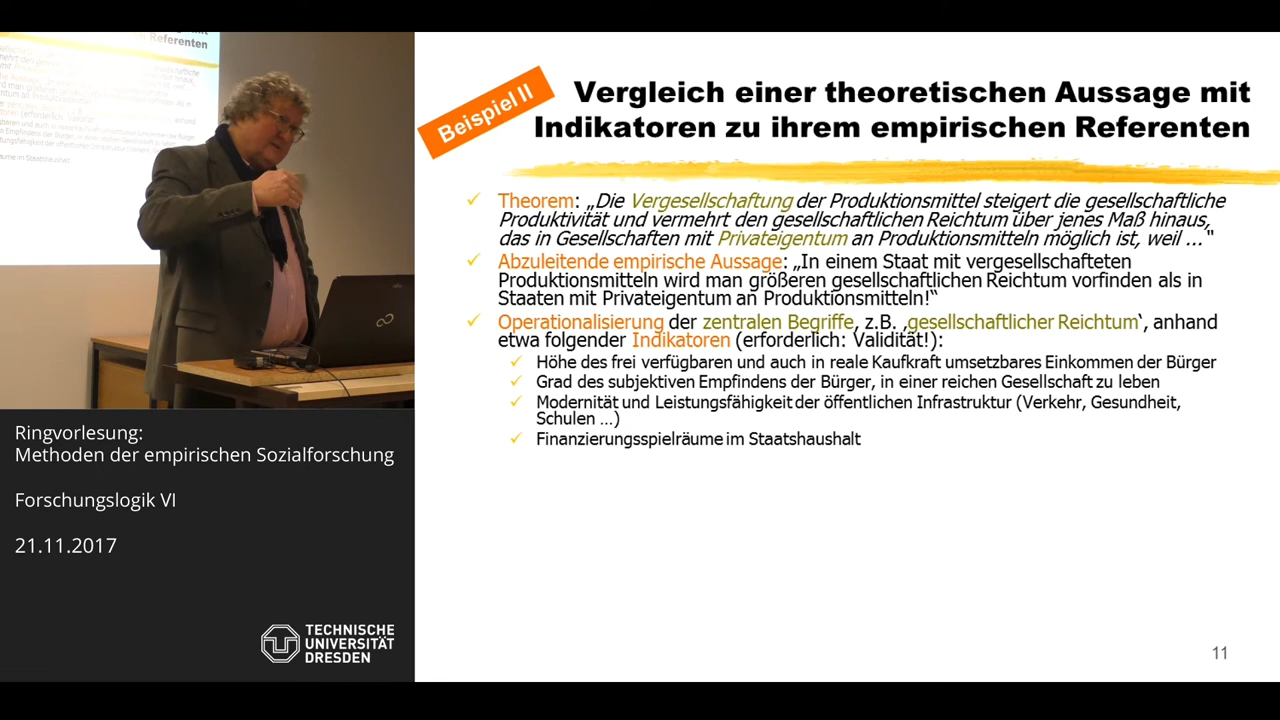 Beispiel II
Vergleich einer theoretischen Aussage mit
Indikatoren zu ihrem empirischen Referenten
Theorem: „Die Vergesellschaftung der Produktionsmittel steigert die gesellschaftliche
Produktivität und vermehrt den gesellschaftlichen Reichtum über jenes Maß hinaus,
das in Gesellschaften mit Privateigentum an Produktionsmitteln möglich ist, weil ..."
Abzuleitende empirische Aussage: „In einem Staat mit vergesellschafteten
Produktionsmitteln wird man größeren gesellschaftlichen Reichtum vorfinden als in
Staaten mit Privateigentum an Produktionsmitteln!"
Operationalisierung der zentralen Begriffe, z.B. ‚gesellschaftlicher Reichtum', anhand
etwa folgender Indikatoren (erforderlich: Validität!):
Höhe des frei verfügbaren und auch in reale Kaufkraft umsetzbares Einkommen der Bürger
Grad des subjektiven Empfindens der Bürger, in einer reichen Gesellschaft zu leben
Modernität und Leistungsfähigkeit der öffentlichen Infrastruktur (Verkehr, Gesundheit,
Schulen ...)
Finanzierungsspielräume im Staatshaushalt
11
Ringvorlesung:
Methoden der empirischen Sozialforschung
Forschungslogik VI
21.11.2017
TECHNISCHE
UNIVERSITÄT
DRESDEN